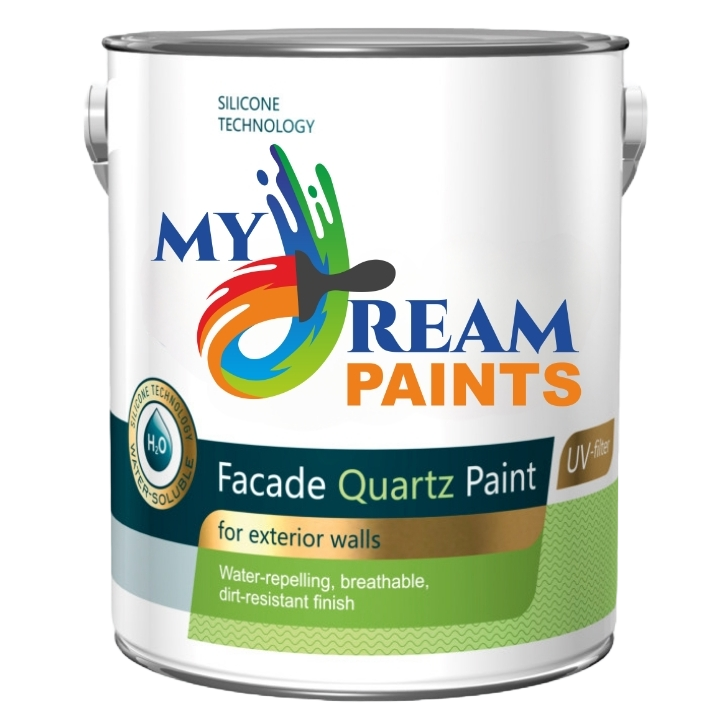 SILICONE
TECHNOLOGY
MY DREAM
PAINTS
SILICONE TECHNOLOGY
H₂O
WATER-SOLUBLE
UV-filter
Facade Quartz Paint
for exterior walls
Water-repelling, breathable,
dirt-resistant finish